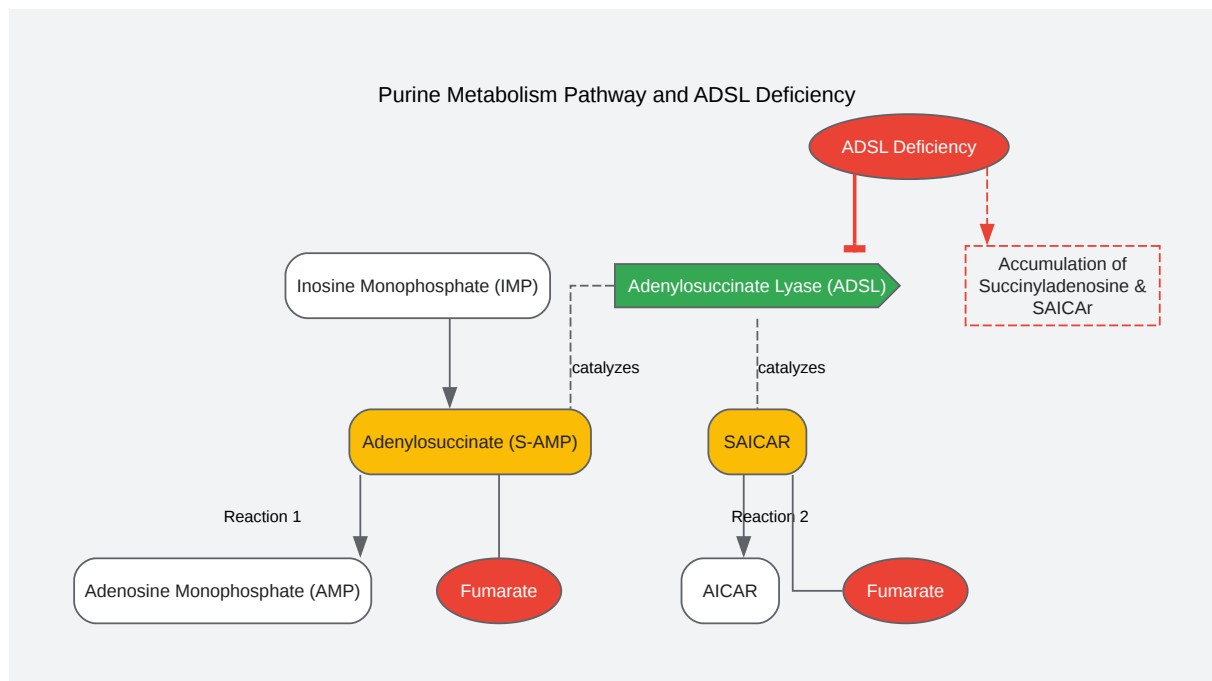 Purine Metabolism Pathway and ADSL Deficiency
ADSL Deficiency
Inosine Monophosphate (IMP)
Adenylosuccinate Lyase (ADSL)
Accumulation of
Succinyladenosine &
SAICAr
catalyzes
catalyzes
Adenylosuccinate (S-AMP)
SAICAR
Reaction 1
Reaction 2
Adenosine Monophosphate (AMP)
Fumarate
AICAR
Fumarate